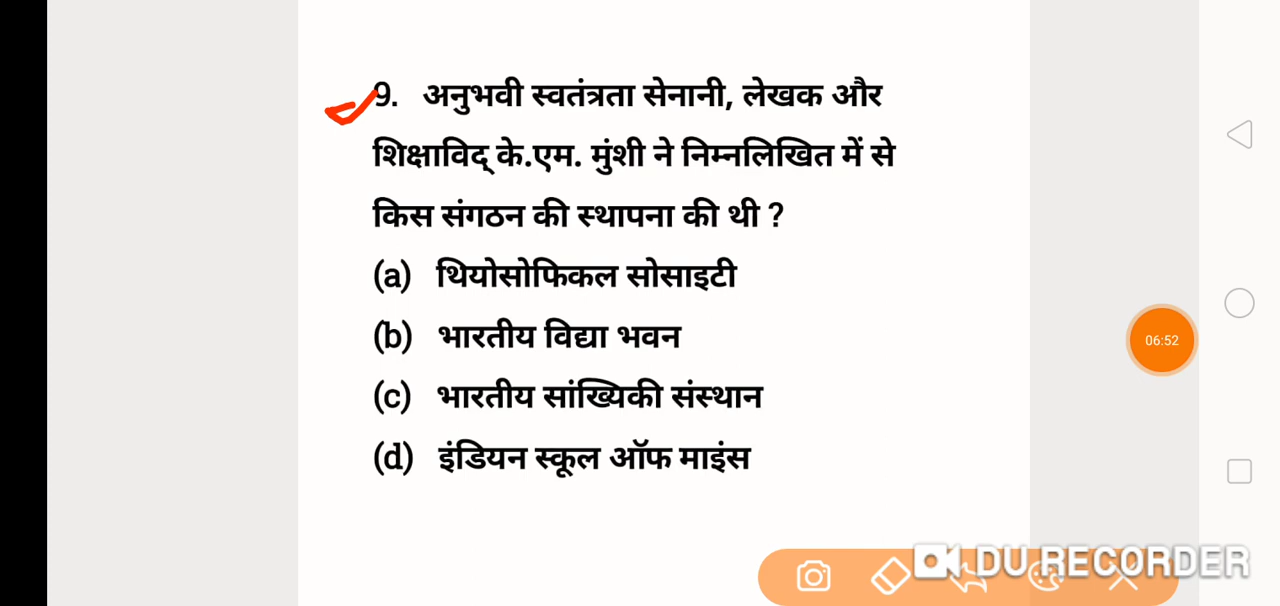 9. अनुभवी स्वतंत्रता सेनानी, लेखक और
शिक्षाविद् के.एम. मुंशी ने निम्नलिखित में से
किस संगठन की स्थापना की थी ?
(a) थियोसोफिकल सोसाइटी
(b) भारतीय विद्या भवन
06:52
(c) भारतीय सांख्यिकी संस्थान
(d) इंडियन स्कूल ऑफ माइंस
DU RECORDER